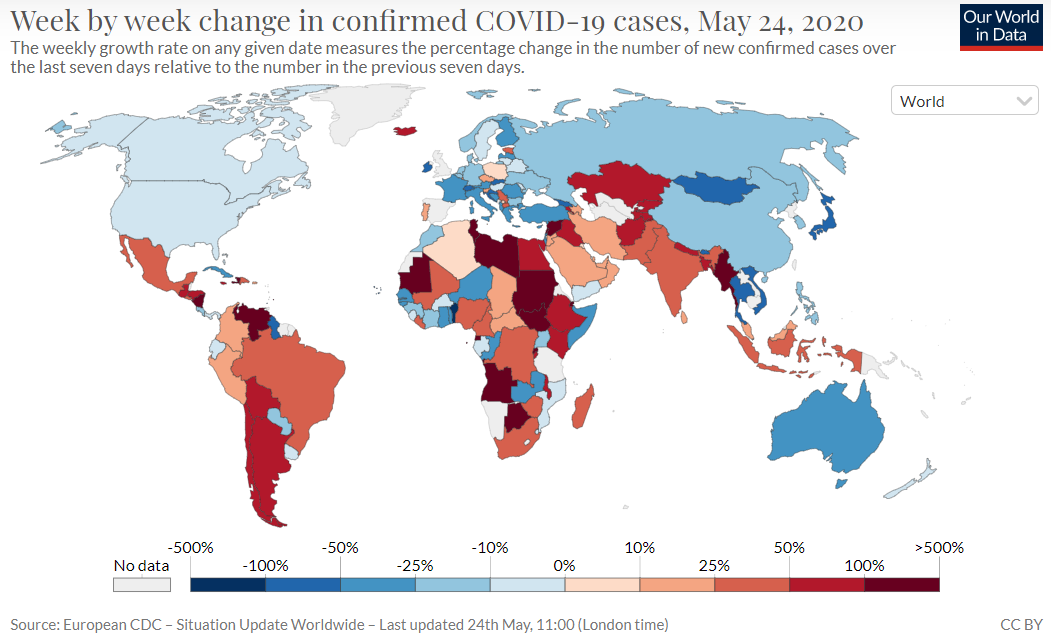 Week by week change in confirmed COVID-19 cases, May 24, 2020
Our World
in Data
The weekly growth rate on any given date measures the percentage change in the number of new confirmed cases over
the last seven days relative to the number in the previous seven days.
World
-500% -50% -10% 10% 50% >500%
No data -100% -25% 0% 25% 100%
Source: European CDC – Situation Update Worldwide – Last updated 24th May, 11:00 (London time) CC BY